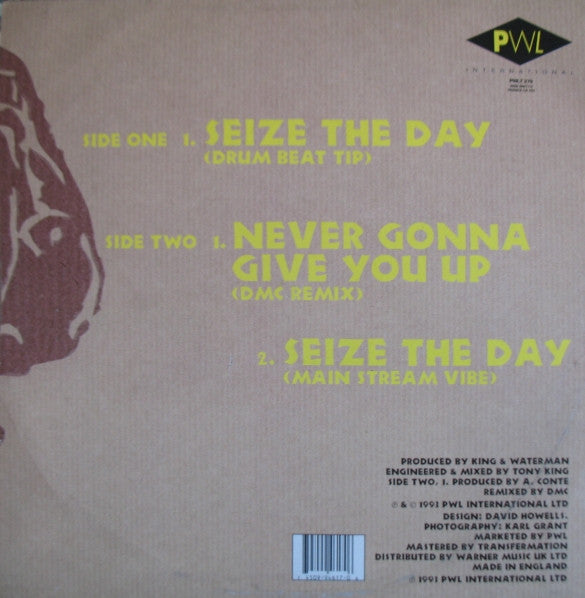 PWL
INTERNATIONAL
SIDE ONE 1. SEIZE THE DAY
(DRUM BEAT TIP)
SIDE TWO 1. NEVER GONNA
GIVE YOU UP
(DMC REMIX)
2. SEIZE THE DAY
(MAIN STREAM VIBE)
PRODUCED BY KING & WATERMAN
ENGINEERED & MIXED BY TONY KING
SIDE TWO, 1. PRODUCED BY A. CONTE
REMIXED BY DMC
℗ & © 1991 PWL INTERNATIONAL LTD
DESIGN: DAVID HOWELLS.
PHOTOGRAPHY: KARL GRANT
MARKETED BY PWL
MASTERED BY TRANSFERMATION
DISTRIBUTED BY WARNER MUSIC UK LTD
MADE IN ENGLAND
℗ 1991 PWL INTERNATIONAL LTD